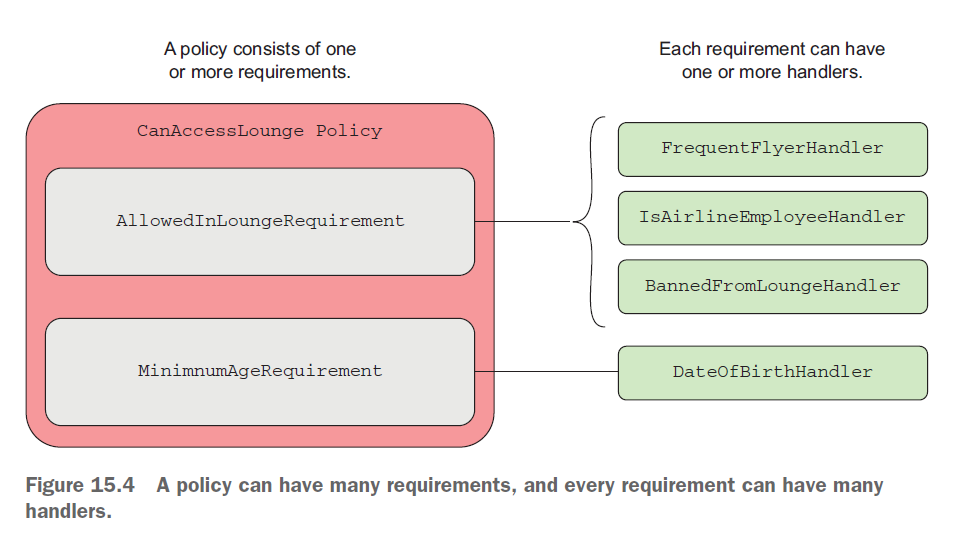 A policy consists of one
or more requirements.
Each requirement can have
one or more handlers.
CanAccessLounge Policy
AllowedInLoungeRequirement
MinimnumAgeRequirement
FrequentFlyerHandler
IsAirlineEmployeeHandler
BannedFromLoungeHandler
DateOfBirthHandler
Figure 15.4 A policy can have many requirements, and every requirement can have many
handlers.